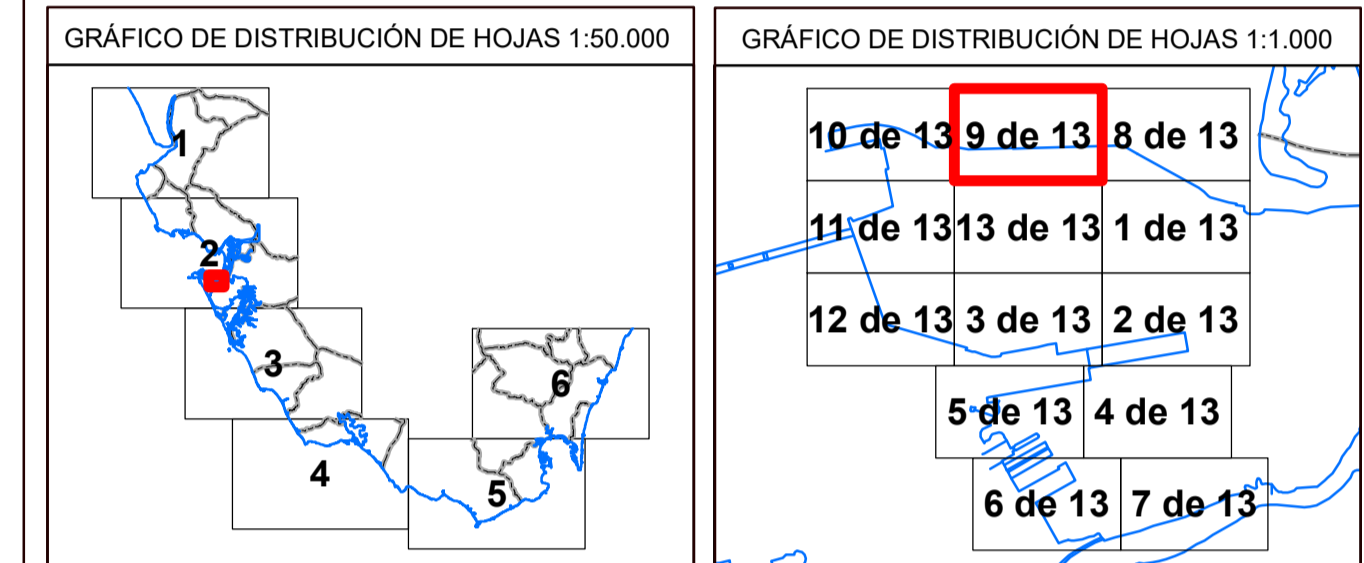 GRÁFICO DE DISTRIBUCIÓN DE HOJAS 1:50.000
1
2
3
4
5
6
GRÁFICO DE DISTRIBUCIÓN DE HOJAS 1:1.000
10 de 13 9 de 13 8 de 13
11 de 13 13 de 13 1 de 13
12 de 13 3 de 13 2 de 13
5 de 13 4 de 13
6 de 13 7 de 13